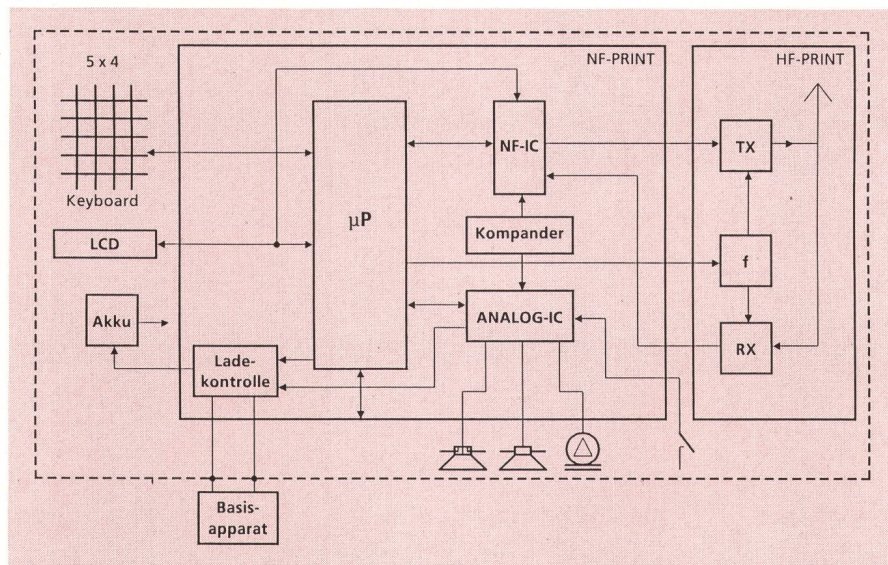 NF-PRINT
HF-PRINT
5 x 4
Keyboard
LCD
Akku
Lade-
kontrolle
Basis-
apparat
µP
NF-IC
Kompander
ANALOG-IC
TX
f
RX